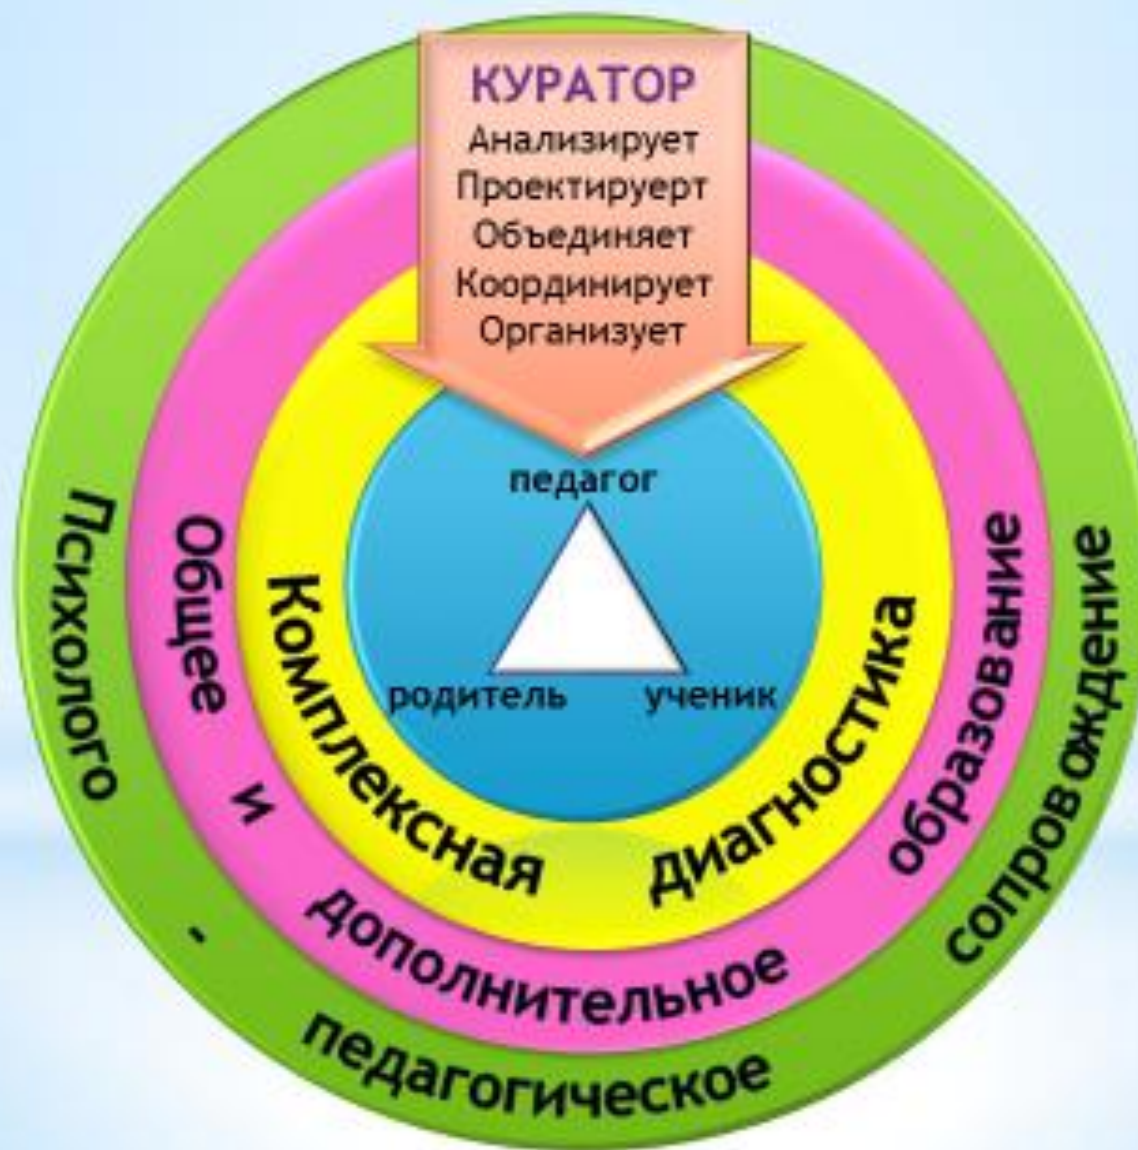 КУРАТОР
Анализирует
Проектируерт
Объединяет
Координирует
Организует
педагог
родитель ученик
Комплексная диагностика
Общее и дополнительное образование
Психолого - педагогическое сопровождение